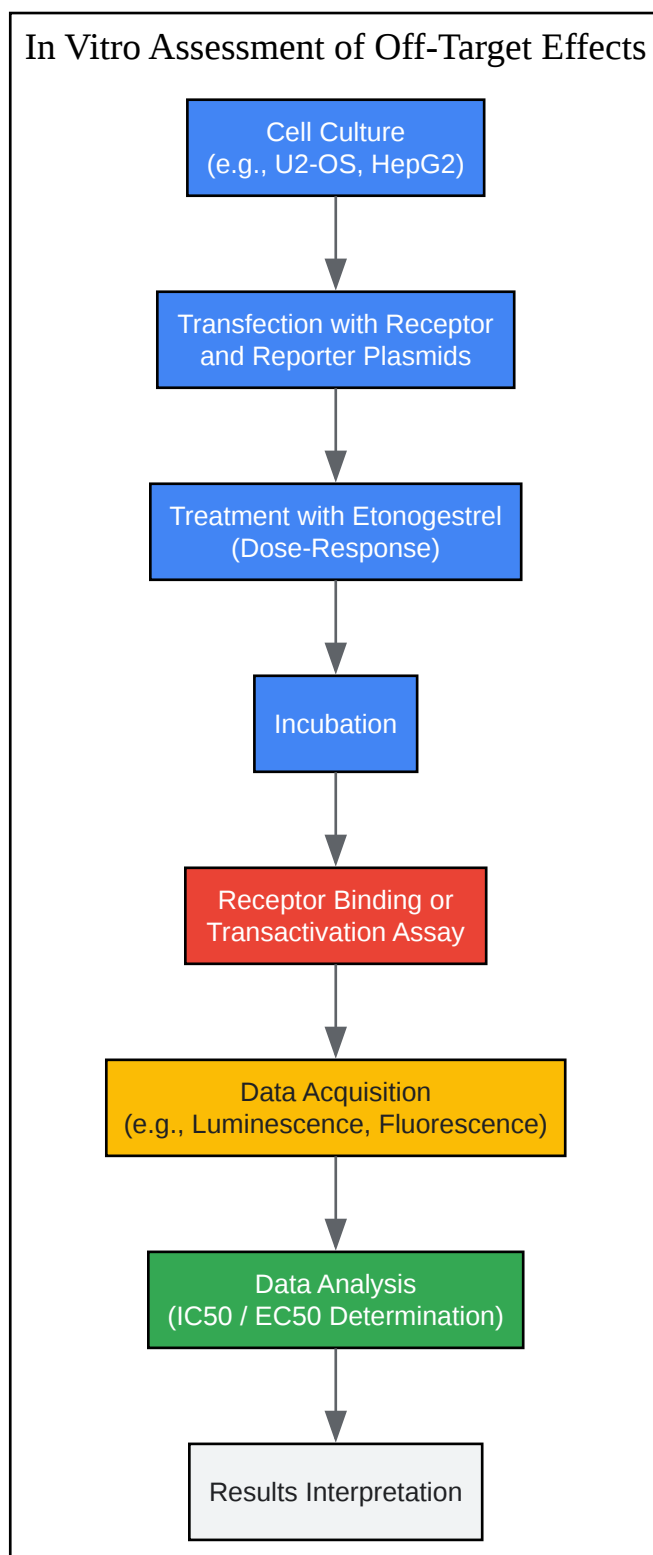 In Vitro Assessment of Off-Target Effects
Cell Culture
(e.g., U2-OS, HepG2)
Transfection with Receptor
and Reporter Plasmids
Treatment with Etonogestrel
(Dose-Response)
Incubation
Receptor Binding or
Transactivation Assay
Data Acquisition
(e.g., Luminescence, Fluorescence)
Data Analysis
(IC50 / EC50 Determination)
Results Interpretation